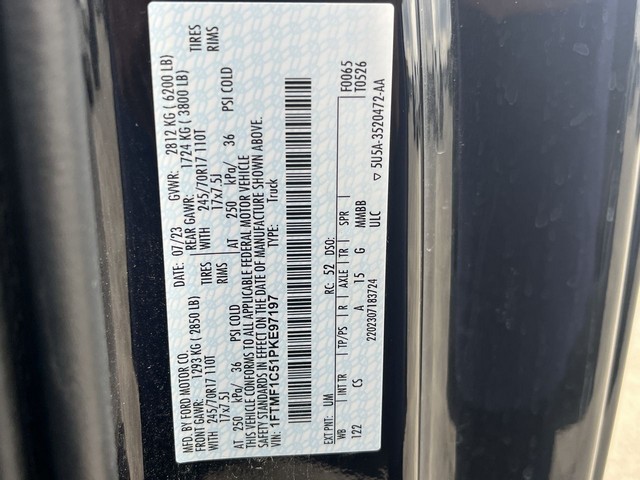 MFD. BY FORD MOTOR CO. DATE: 07/23 GVWR: 2812 KG ( 6200 LB)
FRONT GAWR: 1293 KG (2850 LB) REAR GAWR: 1724 KG ( 3800 LB)
WITH 245/70R17 110T TIRES WITH 245/70R17 110T TIRES
17x7.5J RIMS 17x7.5J RIMS
AT 250 kPa/ 36 PSI COLD AT 250 kPa/ 36 PSI COLD
THIS VEHICLE CONFORMS TO ALL APPLICABLE FEDERAL MOTOR VEHICLE
SAFETY STANDARDS IN EFFECT ON THE DATE OF MANUFACTURE SHOWN ABOVE.
VIN: 1FTMF1C51PKE97197 TYPE: Truck
F0065
T0526
EXT PNT: UM RC: 52 DSO:
WB INT TR TP/PS R AXLE TR SPR
122 CS A 15 G MMBB
ULC
2202307183724 5U5A-3520472-AA